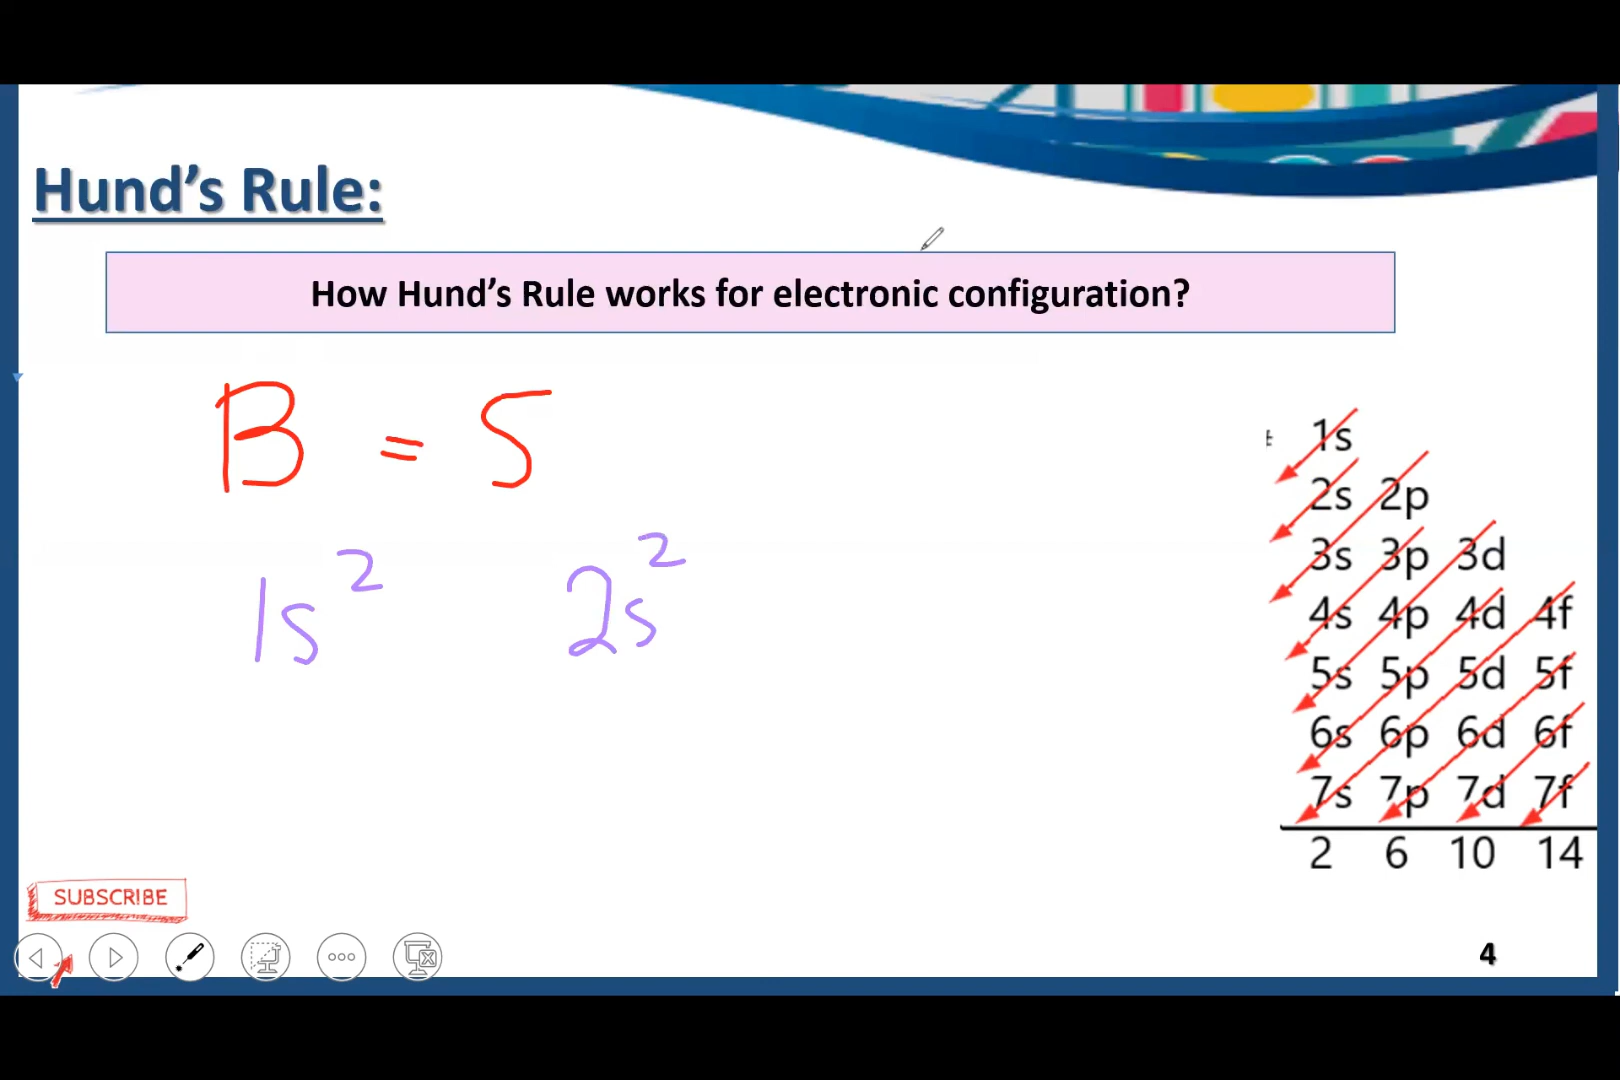 Hund’s Rule:
How Hund’s Rule works for electronic configuration?
B = 5
1s² 2s²
1s
2s 2p
3s 3p 3d
4s 4p 4d 4f
5s 5p 5d 5f
6s 6p 6d 6f
7s 7p 7d 7f
2 6 10 14
SUBSCRIBE
4